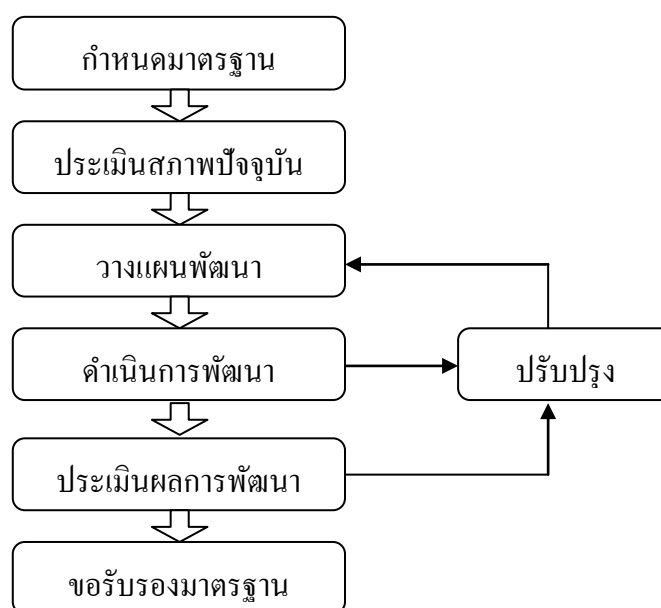 กำหนดมาตรฐาน
ประเมินสภาพปัจจุบัน
วางแผนพัฒนา
ดำเนินการพัฒนา
ปรับปรุง
ประเมินผลการพัฒนา
ขอรับรองมาตรฐาน